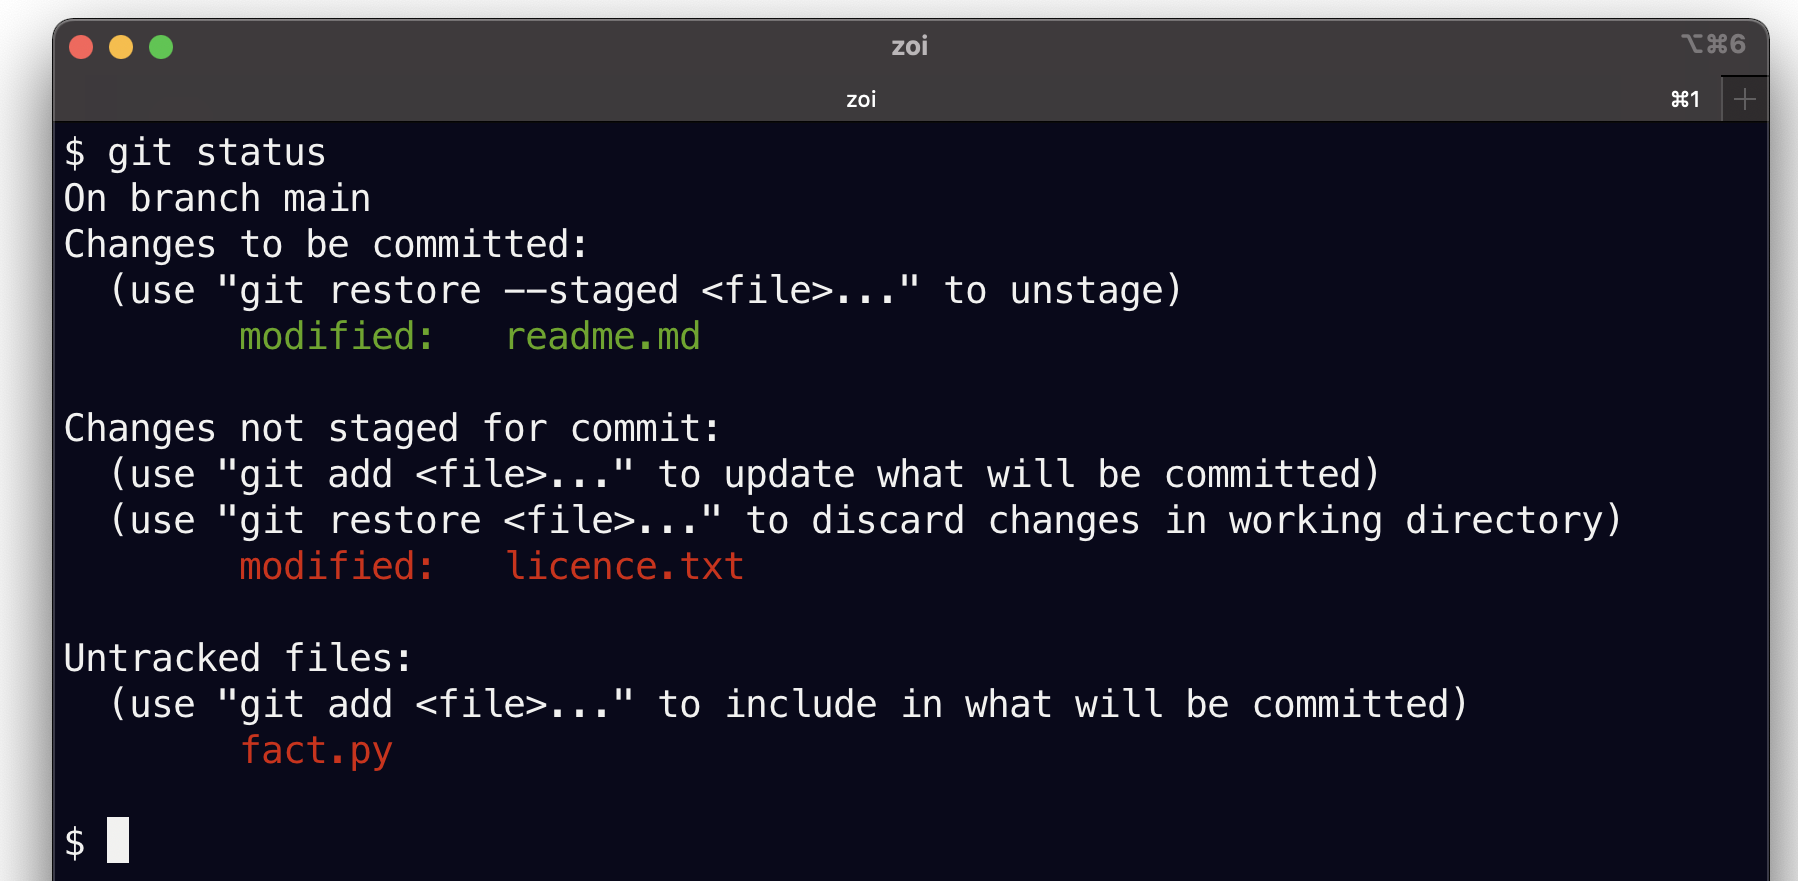 zoi
⌥⌘6
zoi
⌘1
$ git status
On branch main
Changes to be committed:
  (use "git restore --staged <file>..." to unstage)
        modified:   readme.md

Changes not staged for commit:
  (use "git add <file>..." to update what will be committed)
  (use "git restore <file>..." to discard changes in working directory)
        modified:   licence.txt

Untracked files:
  (use "git add <file>..." to include in what will be committed)
        fact.py

$